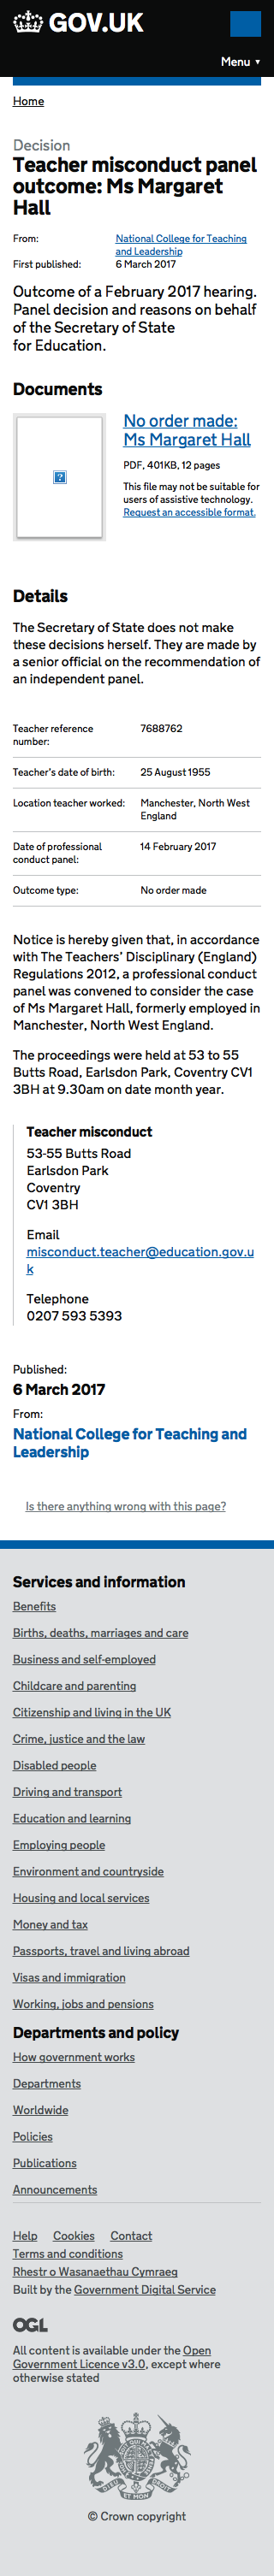 GOV.UK
Menu ▼
Home
Decision
Teacher misconduct panel
outcome: Ms Margaret
Hall
From: National College for Teaching
and Leadership
First published: 6 March 2017
Outcome of a February 2017 hearing.
Panel decision and reasons on behalf
of the Secretary of State
for Education.
Documents
No order made:
Ms Margaret Hall
PDF, 401KB, 12 pages
This file may not be suitable for
users of assistive technology.
Request an accessible format.
Details
The Secretary of State does not make
these decisions herself. They are made by
a senior official on the recommendation of
an independent panel.
Teacher reference 7688762
number:
Teacher's date of birth: 25 August 1955
Location teacher worked: Manchester, North West
England
Date of professional 14 February 2017
conduct panel:
Outcome type: No order made
Notice is hereby given that, in accordance
with The Teachers' Disciplinary (England)
Regulations 2012, a professional conduct
panel was convened to consider the case
of Ms Margaret Hall, formerly employed in
Manchester, North West England.
The proceedings were held at 53 to 55
Butts Road, Earlsdon Park, Coventry CV1
3BH at 9.30am on date month year.
Teacher misconduct
53-55 Butts Road
Earlsdon Park
Coventry
CV1 3BH
Email
misconduct.teacher@education.gov.u
k
Telephone
0207 593 5393
Published:
6 March 2017
From:
National College for Teaching and
Leadership
Is there anything wrong with this page?
Services and information
Benefits
Births, deaths, marriages and care
Business and self-employed
Childcare and parenting
Citizenship and living in the UK
Crime, justice and the law
Disabled people
Driving and transport
Education and learning
Employing people
Environment and countryside
Housing and local services
Money and tax
Passports, travel and living abroad
Visas and immigration
Working, jobs and pensions
Departments and policy
How government works
Departments
Worldwide
Policies
Publications
Announcements
Help Cookies Contact
Terms and conditions
Rhestr o Wasanaethau Cymraeg
Built by the Government Digital Service
OGL
All content is available under the Open
Government Licence v3.0, except where
otherwise stated
DIEU ET MON DROIT
© Crown copyright